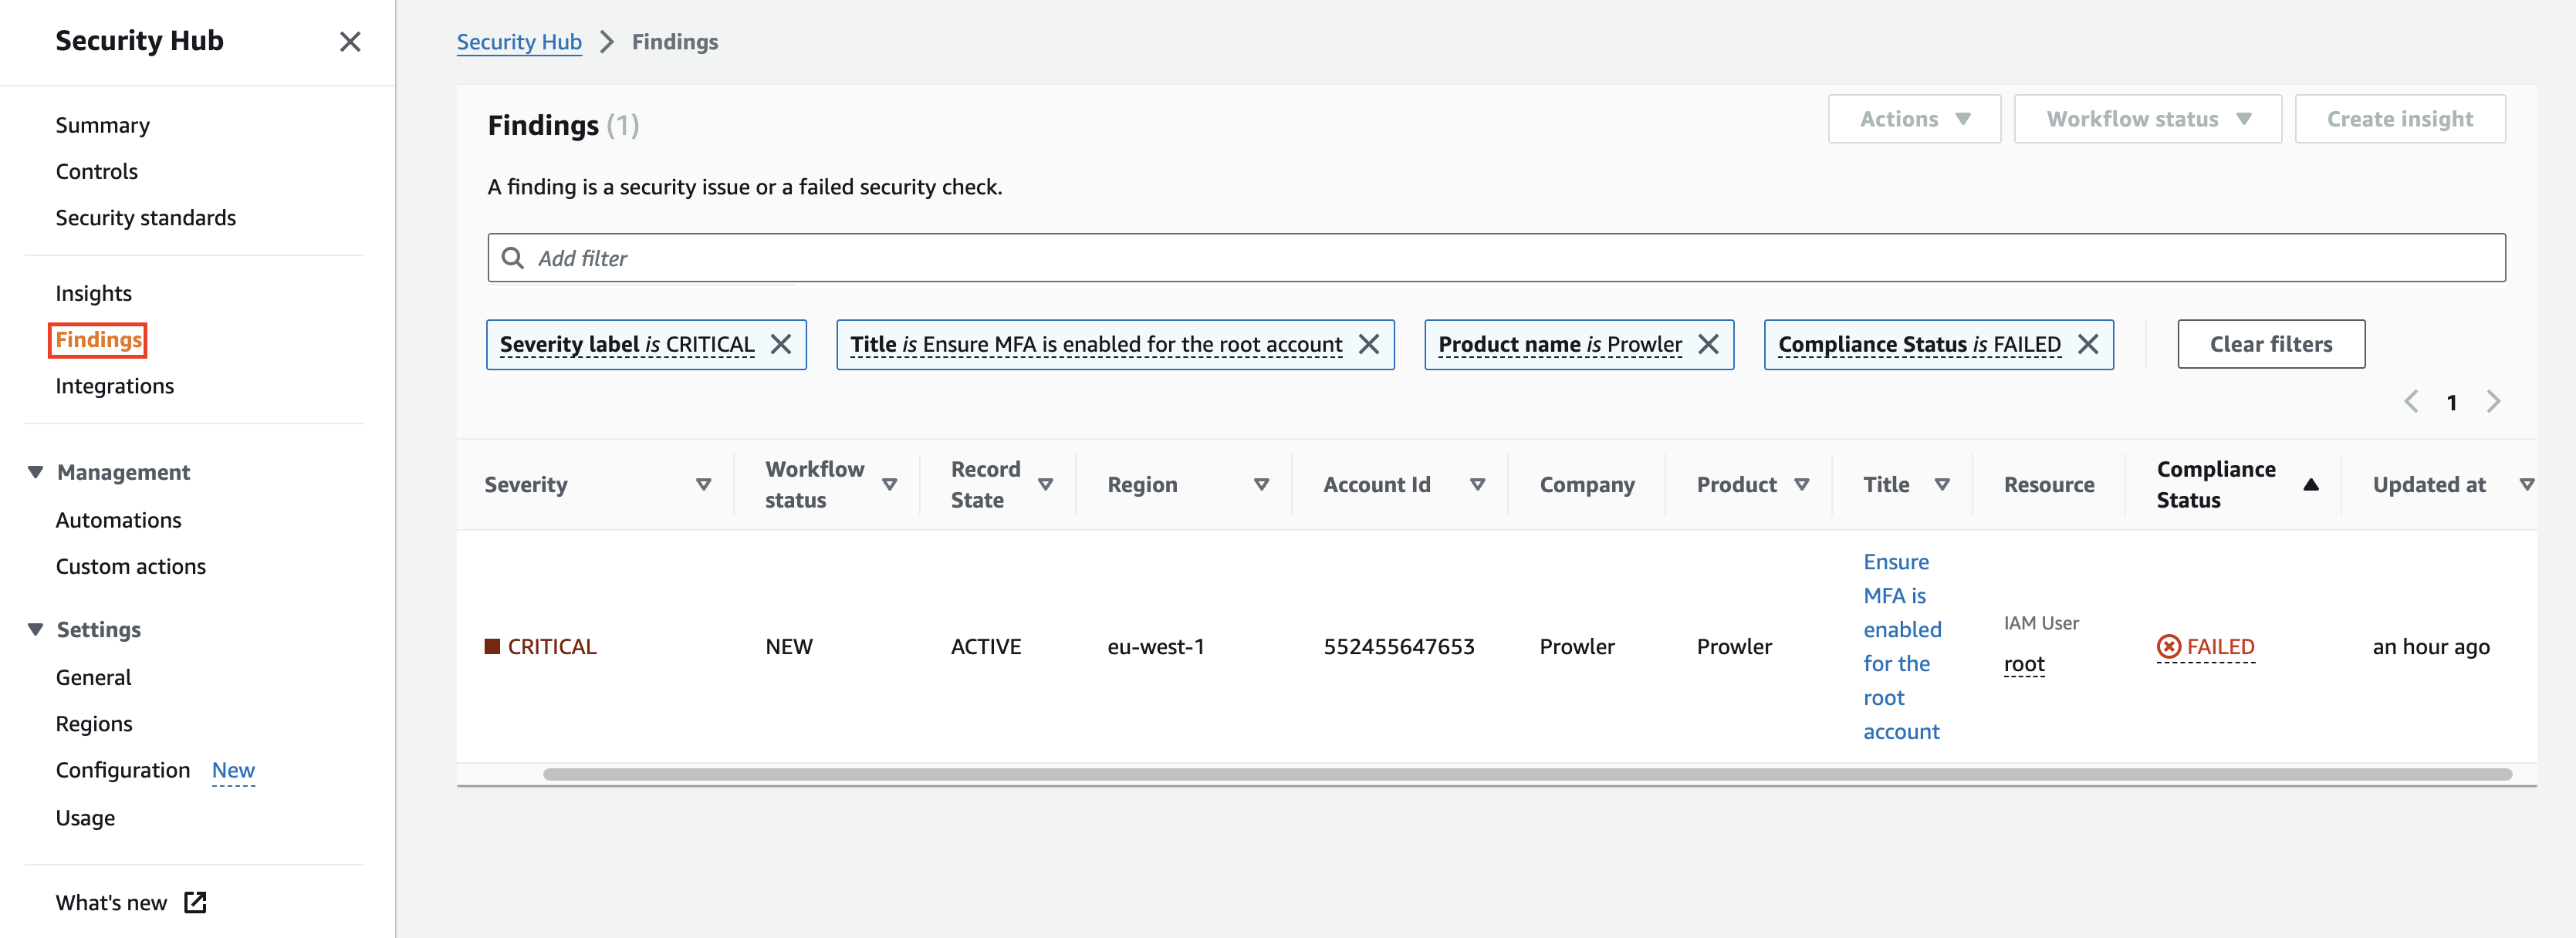 Security Hub
Summary
Controls
Security standards
Insights
Findings
Integrations
Management
Automations
Custom actions
Settings
General
Regions
Configuration New
Usage
What's new
Security Hub Findings
Findings (1)
Actions
Workflow status
Create insight
A finding is a security issue or a failed security check.
Add filter
Severity label is CRITICAL
Title is Ensure MFA is enabled for the root account
Product name is Prowler
Compliance Status is FAILED
Clear filters
1
Severity
Workflow
status
Record
State
Region
Account Id
Company
Product
Title
Resource
Compliance
Status
Updated at
CRITICAL
NEW
ACTIVE
eu-west-1
552455647653
Prowler
Prowler
Ensure
MFA is
enabled
for the
root
account
IAM User
root
FAILED
an hour ago